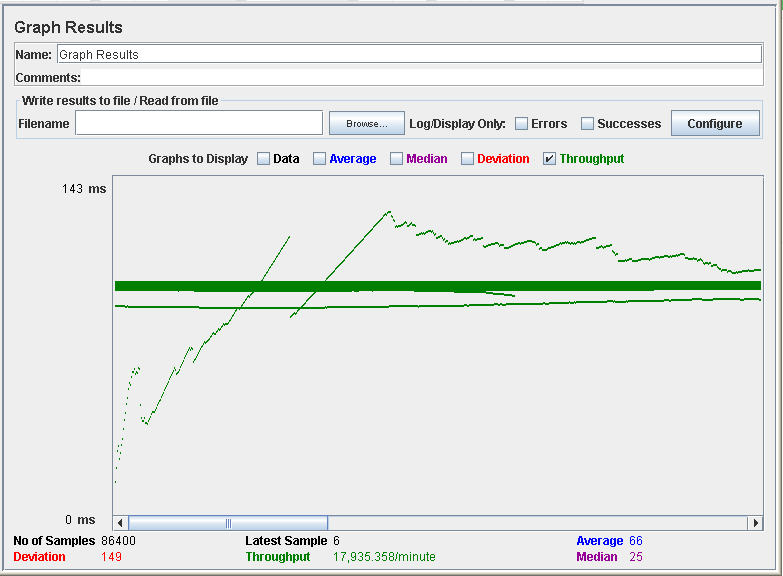 Graph Results
Name: Graph Results
Comments:
Write results to file / Read from file
Filename Browse... Log/Display Only: Errors Successes Configure
Graphs to Display Data Average Median Deviation Throughput
143 ms
0 ms
No of Samples 86400 Latest Sample 6 Average 66
Deviation 149 Throughput 17,935.358/minute Median 25